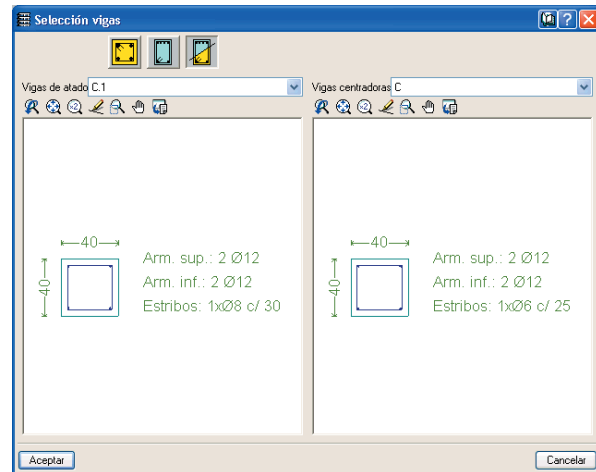 Selección vigas
Vigas de atado C.1
Vigas centradoras C
40
40
Arm. sup.: 2 Ø12
Arm. inf.: 2 Ø12
Estribos: 1xØ8 c/ 30
40
40
Arm. sup.: 2 Ø12
Arm. inf.: 2 Ø12
Estribos: 1xØ6 c/ 25
Aceptar
Cancelar